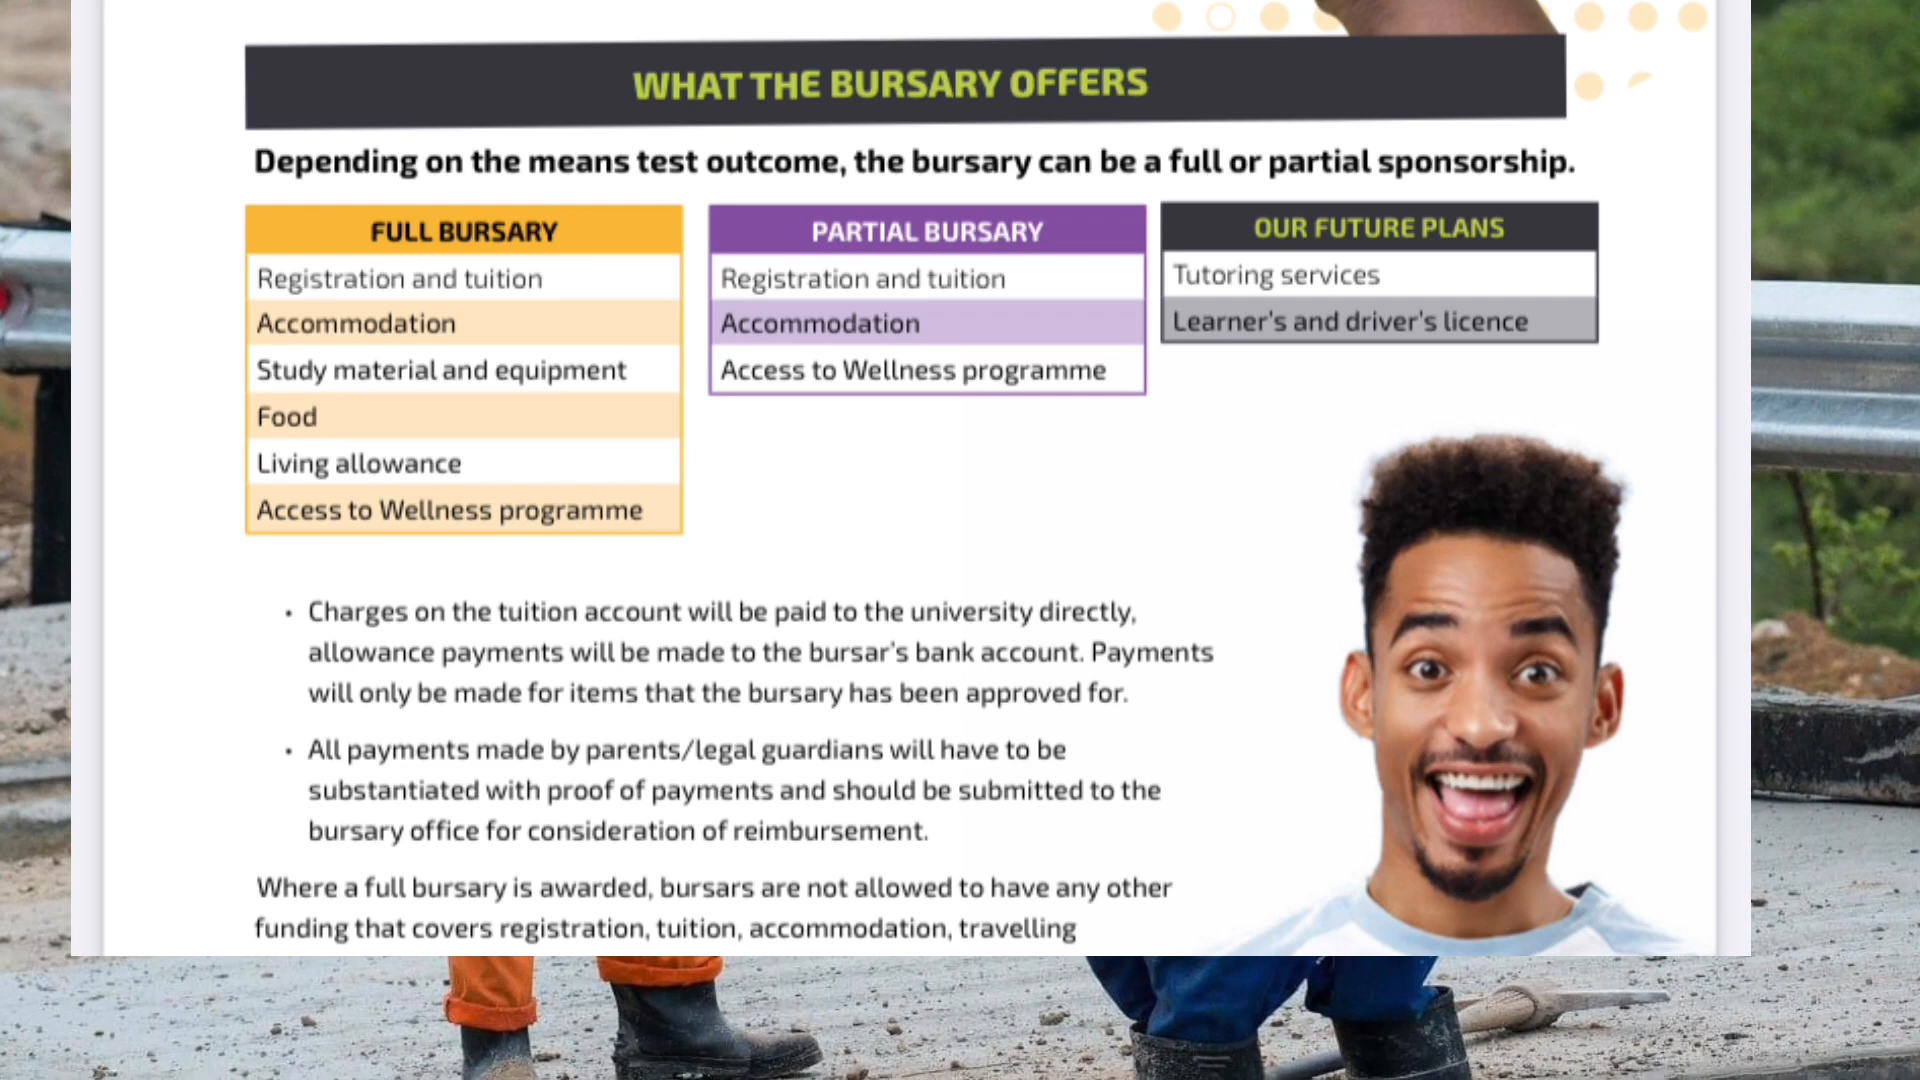 WHAT THE BURSARY OFFERS
Depending on the means test outcome, the bursary can be a full or partial sponsorship.
FULL BURSARY
Registration and tuition
Accommodation
Study material and equipment
Food
Living allowance
Access to Wellness programme
PARTIAL BURSARY
Registration and tuition
Accommodation
Access to Wellness programme
OUR FUTURE PLANS
Tutoring services
Learner's and driver's licence
• Charges on the tuition account will be paid to the university directly,
allowance payments will be made to the bursar's bank account. Payments
will only be made for items that the bursary has been approved for.
• All payments made by parents/legal guardians will have to be
substantiated with proof of payments and should be submitted to the
bursary office for consideration of reimbursement.
Where a full bursary is awarded, bursars are not allowed to have any other
funding that covers registration, tuition, accommodation, travelling